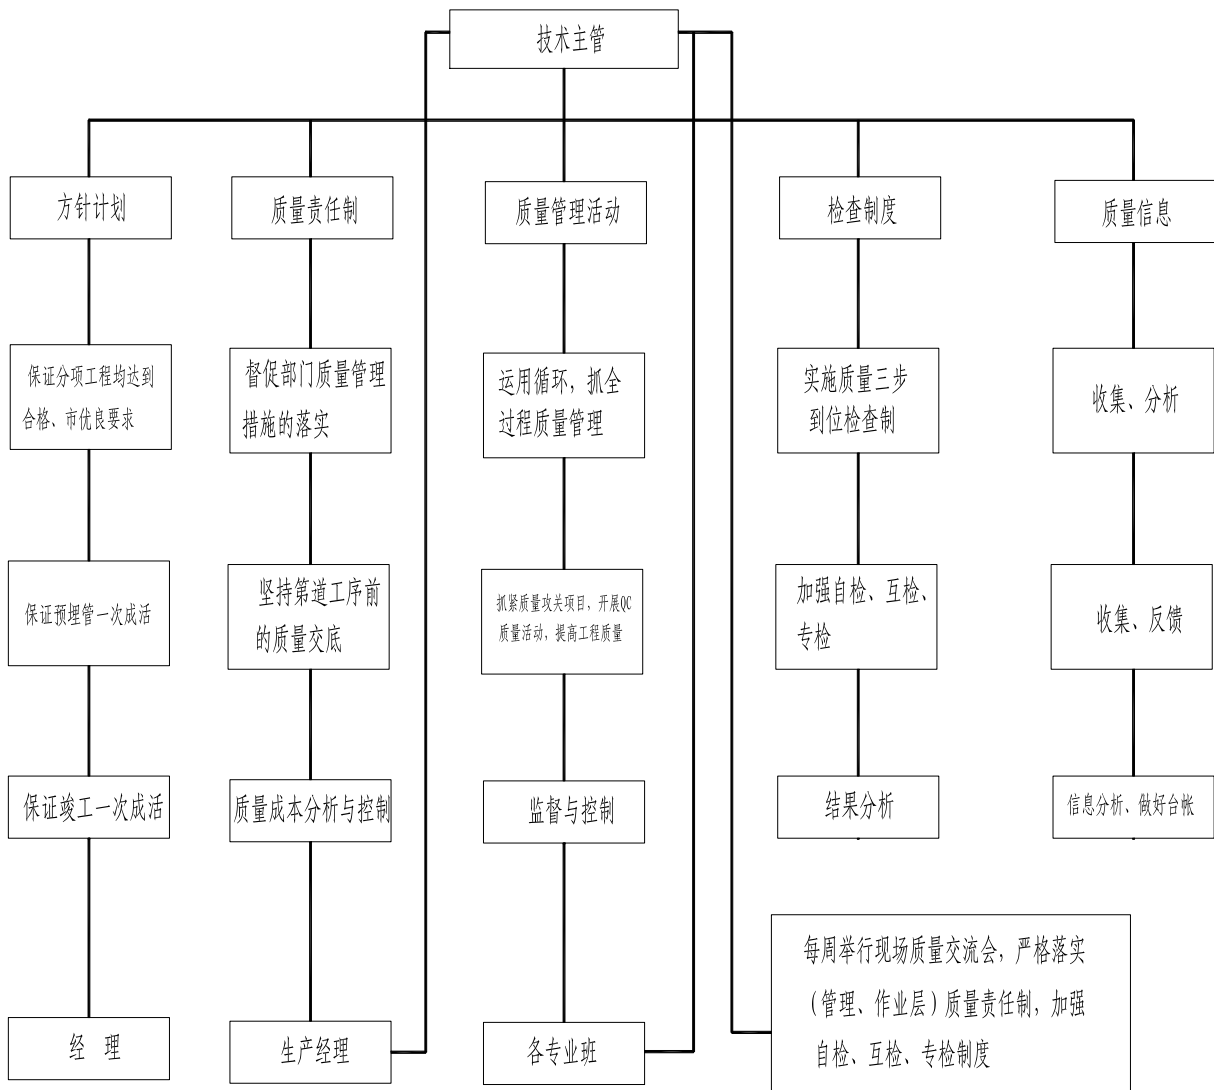 技术主管
方针计划
质量责任制
质量管理活动
检查制度
质量信息
保证分项工程均达到
合格、市优良要求
督促部门质量管理
措施的落实
运用循环，抓全
过程质量管理
实施质量三步
到位检查制
收集、分析
保证预埋管一次成活
坚持第道工序前
的质量交底
抓紧质量攻关项目，开展QC
质量活动，提高工程质量
加强自检、互检、
专检
收集、反馈
保证竣工一次成活
质量成本分析与控制
监督与控制
结果分析
信息分析、做好台帐
经 理
生产经理
各专业班
每周举行现场质量交流会，严格落实
（管理、作业层）质量责任制，加强
自检、互检、专检制度